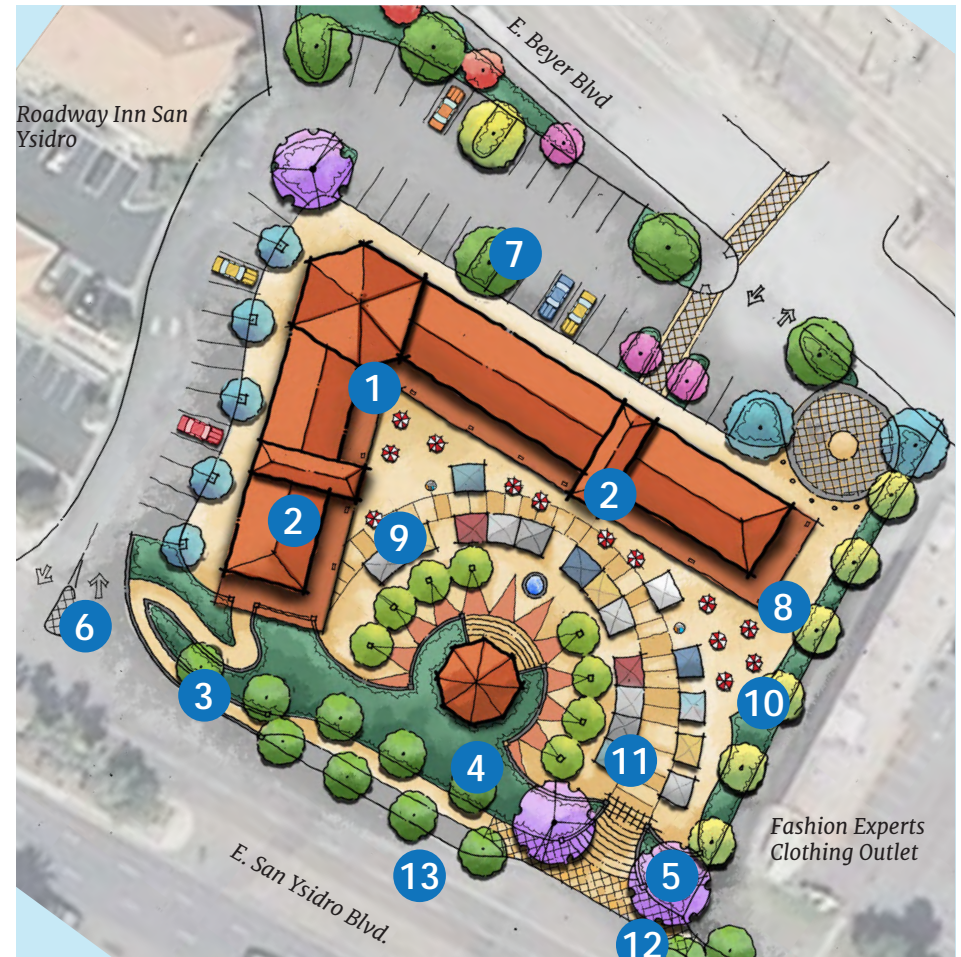 E. Beyer Blvd
Roadway Inn San
Ysidro
7
1
2
2
9
8
6
3
10
4
11
Fashion Experts
Clothing Outlet
E. San Ysidro Blvd.
13
5
12